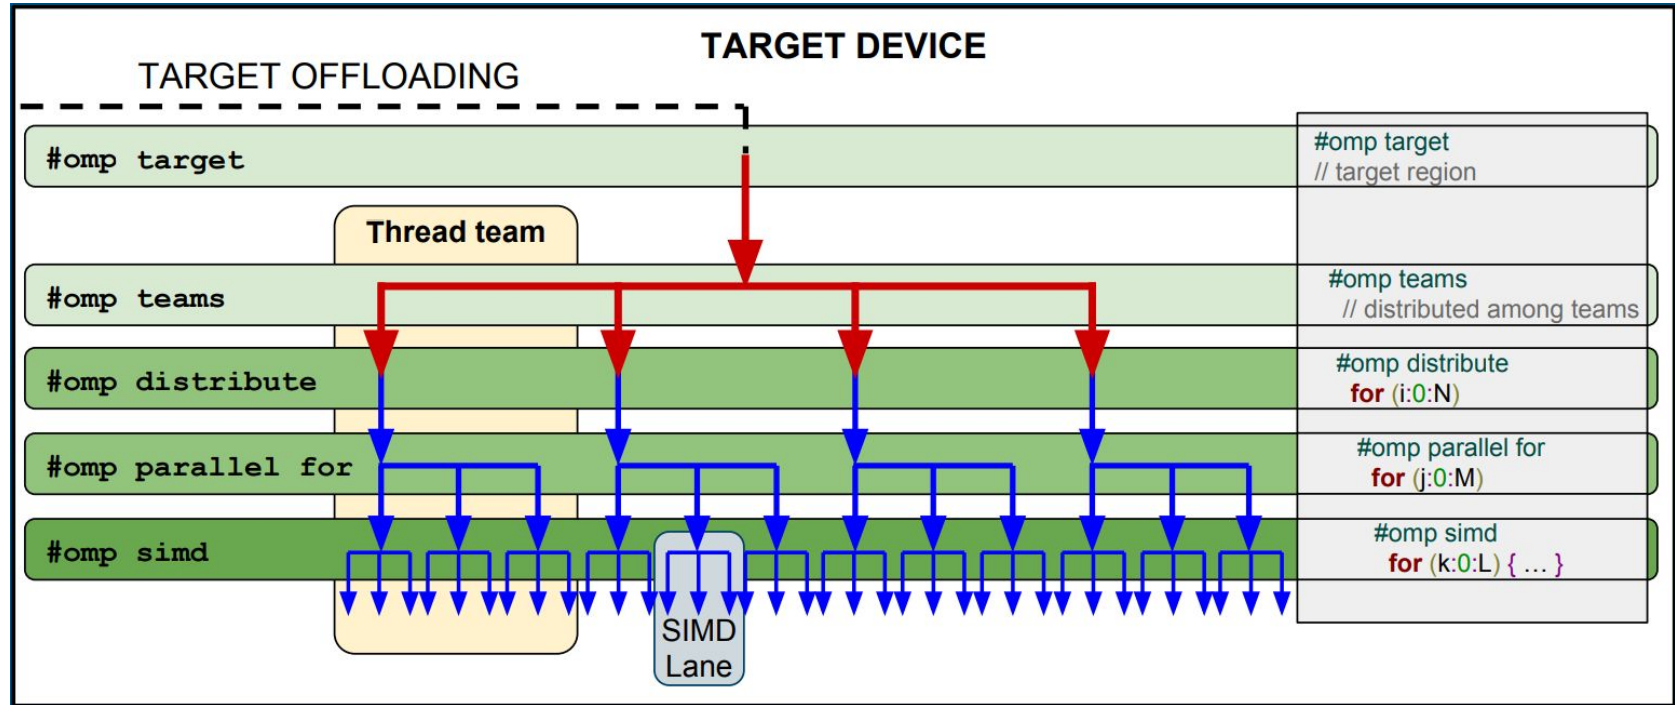 TARGET DEVICE
TARGET OFFLOADING
#omp target
Thread team
#omp teams
#omp distribute
#omp parallel for
#omp simd
SIMD
Lane
#omp target
// target region
#omp teams
// distributed among teams
#omp distribute
for (i:0:N)
#omp parallel for
for (j:0:M)
#omp simd
for (k:0:L) { … }